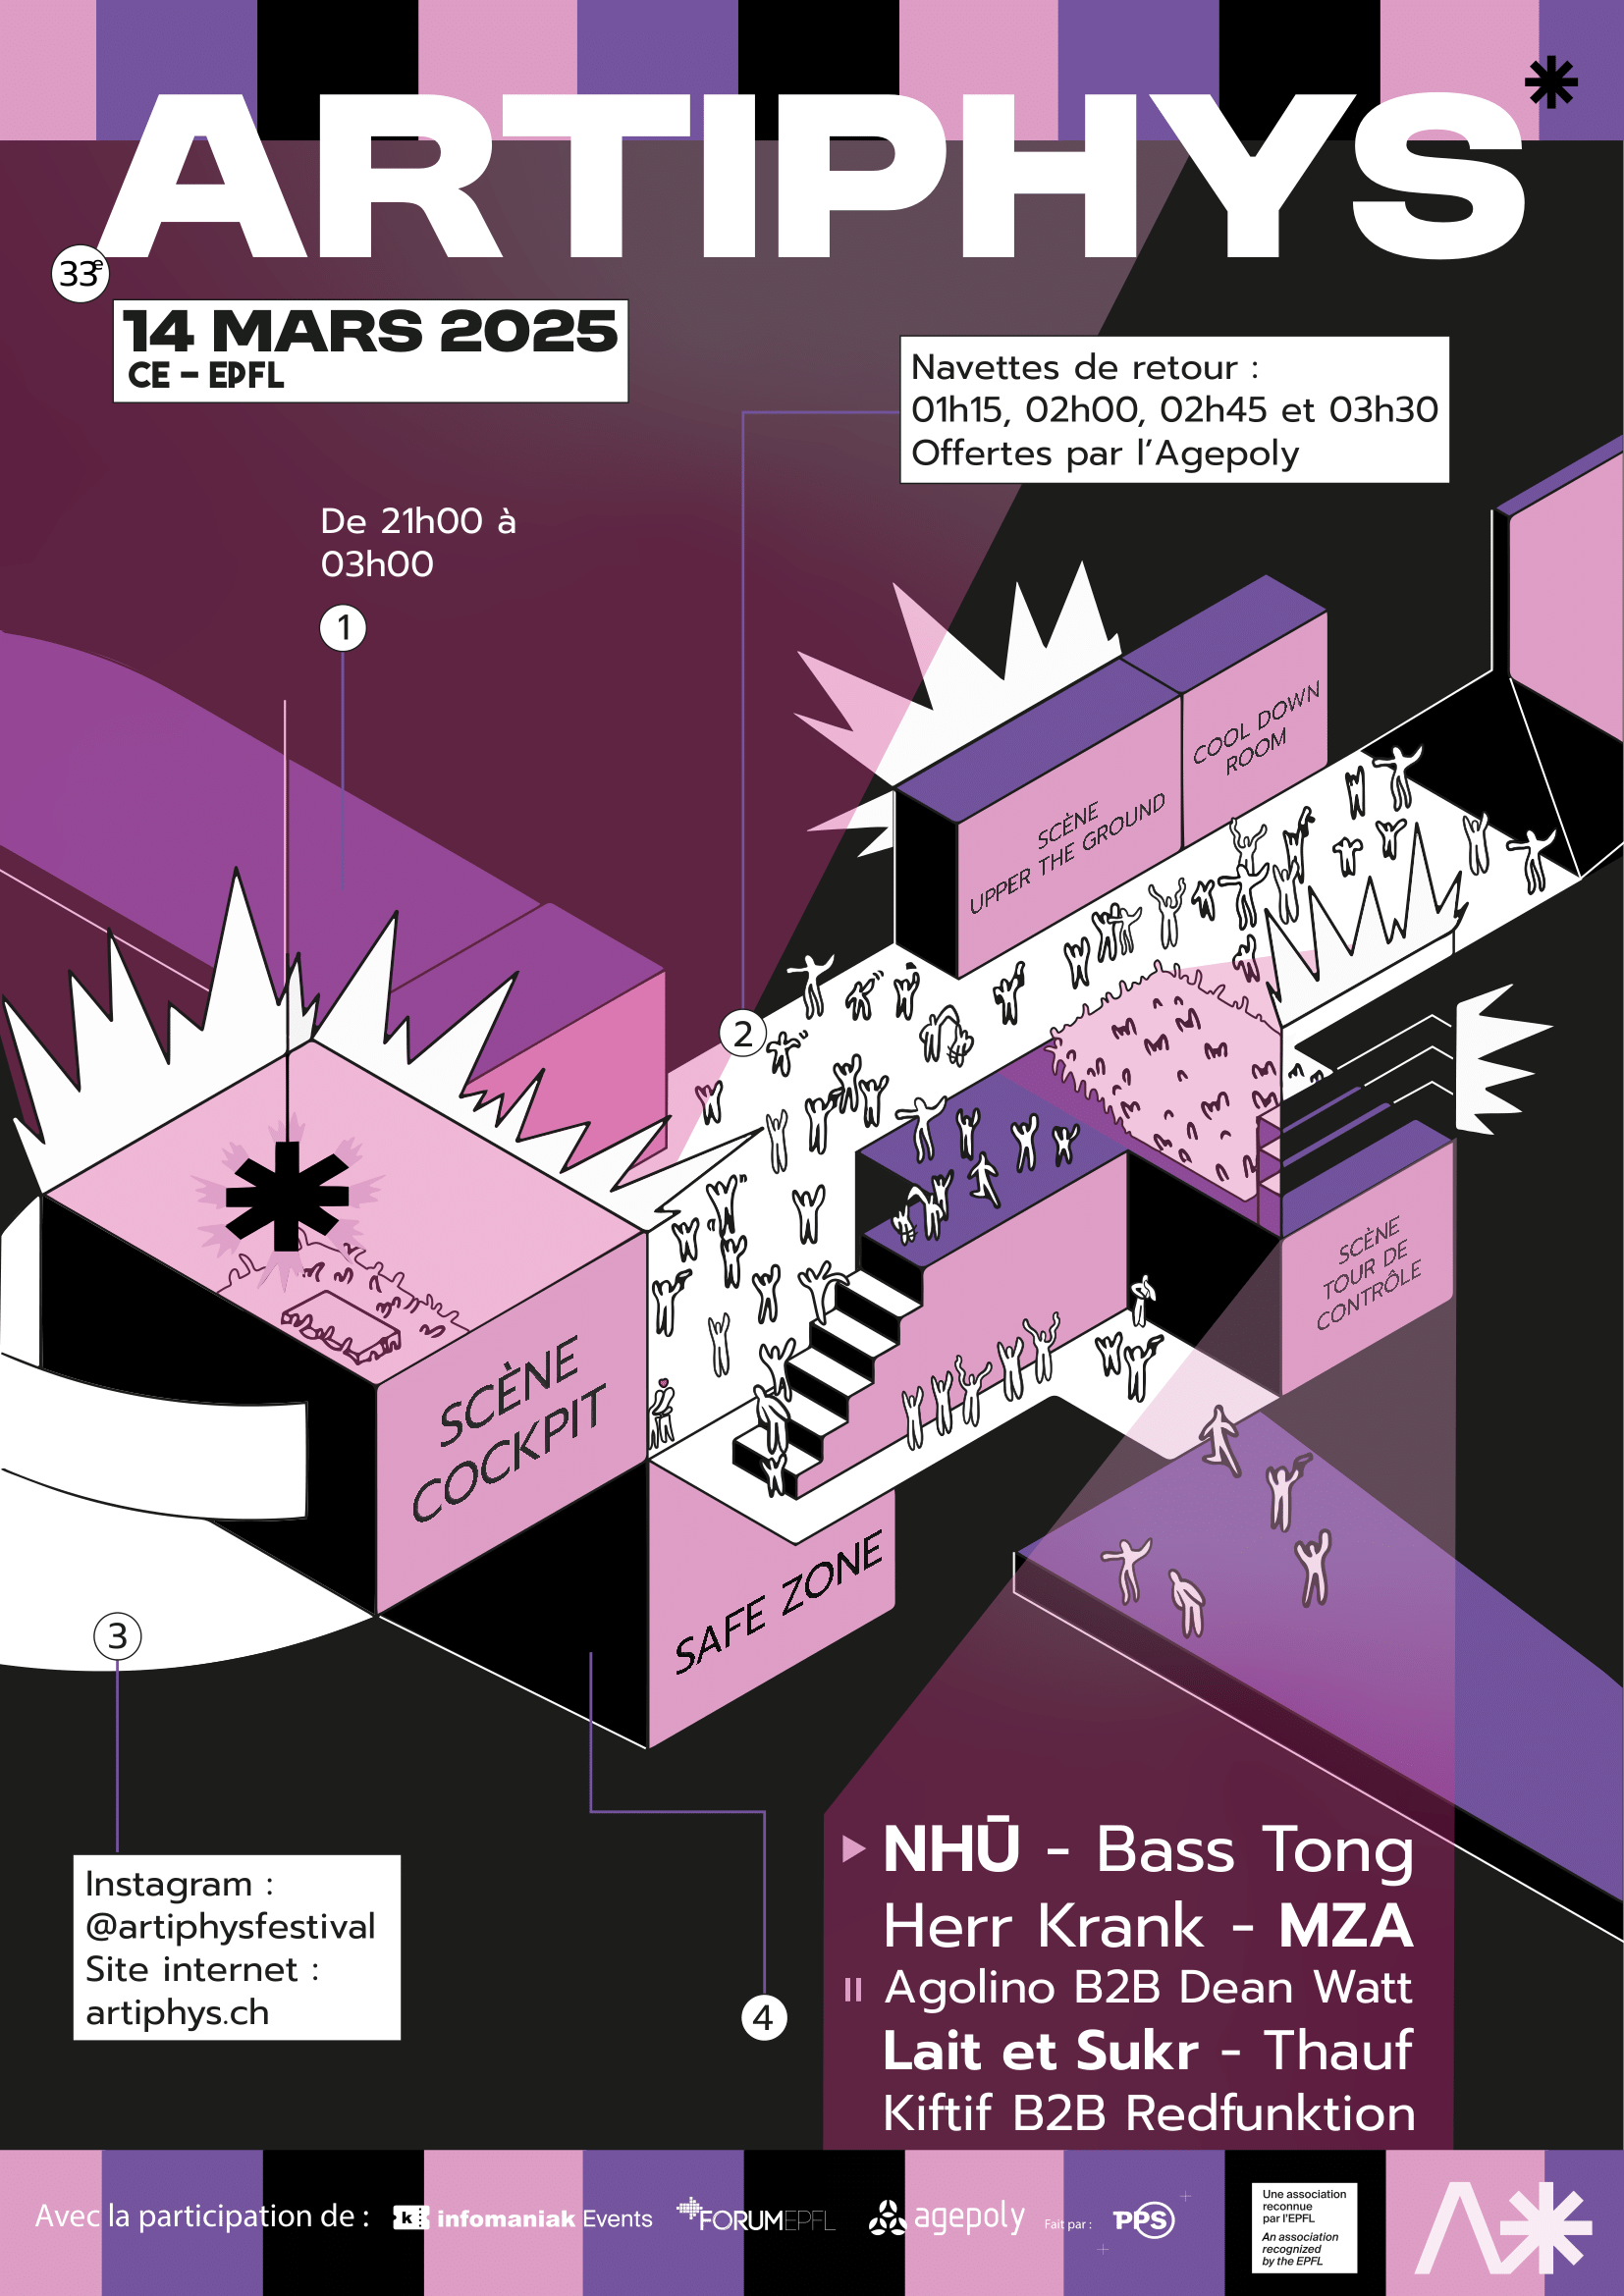 ARTIPHYS
33e
14 MARS 2025
CE - EPFL
Navettes de retour :
01h15, 02h00, 02h45 et 03h30
Offertes par l'Agepoly
De 21h00 à
03h00
1
COOL DOWN
ROOM
SCÈNE
UPPER THE GROUND
2
SCÈNE
TOUR DE
CONTRÔLE
SCÈNE
COCKPIT
SAFE ZONE
3
Instagram :
@artiphysfestival
Site internet :
artiphys.ch
4
NHŪ - Bass Tong
Herr Krank - MZA
Agolino B2B Dean Watt
Lait et Sukr - Thauf
Kiftif B2B Redfunktion
Avec la participation de :
k infomaniak Events
FORUMEPFL
agepoly
Fait par :
PPS
Une association
reconnue
par l'EPFL
An association
recognized
by the EPFL